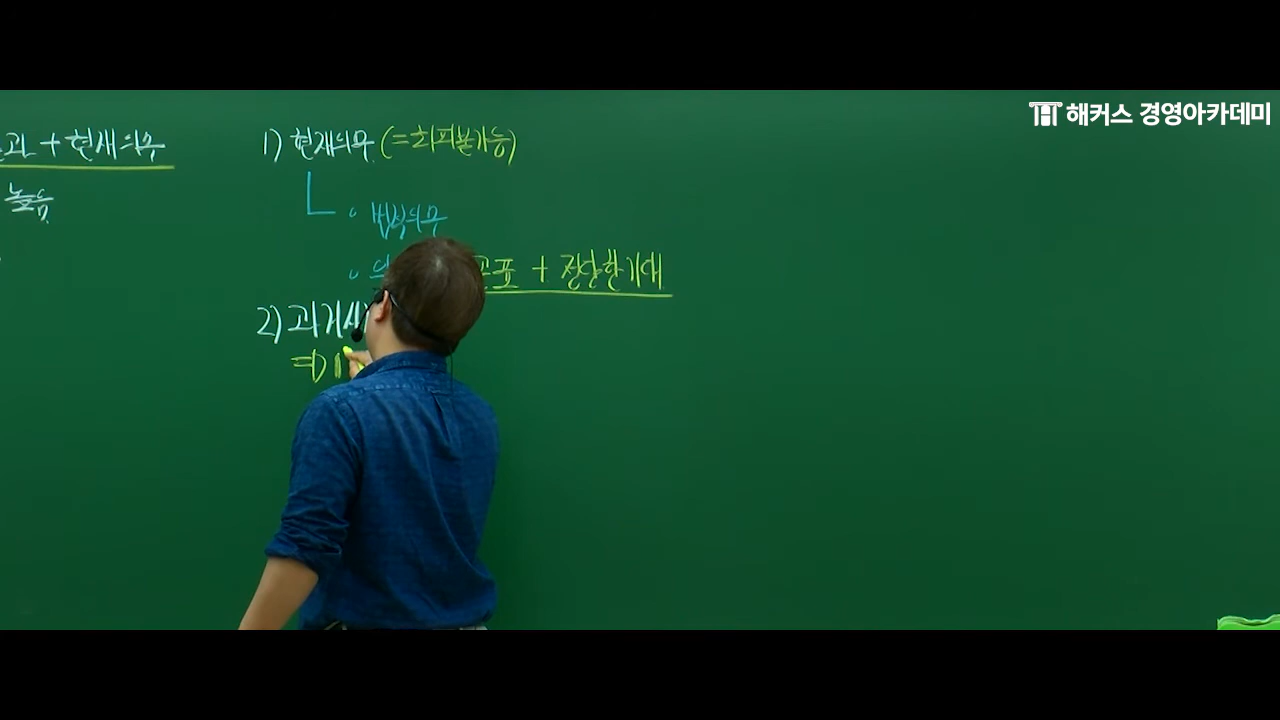 해커스 경영아카데미
과 + 현재의무
높음
1) 현재의무 (=회피불가능)
법적의무
의 공표 + 정당한기대
2) 과거사
⇒